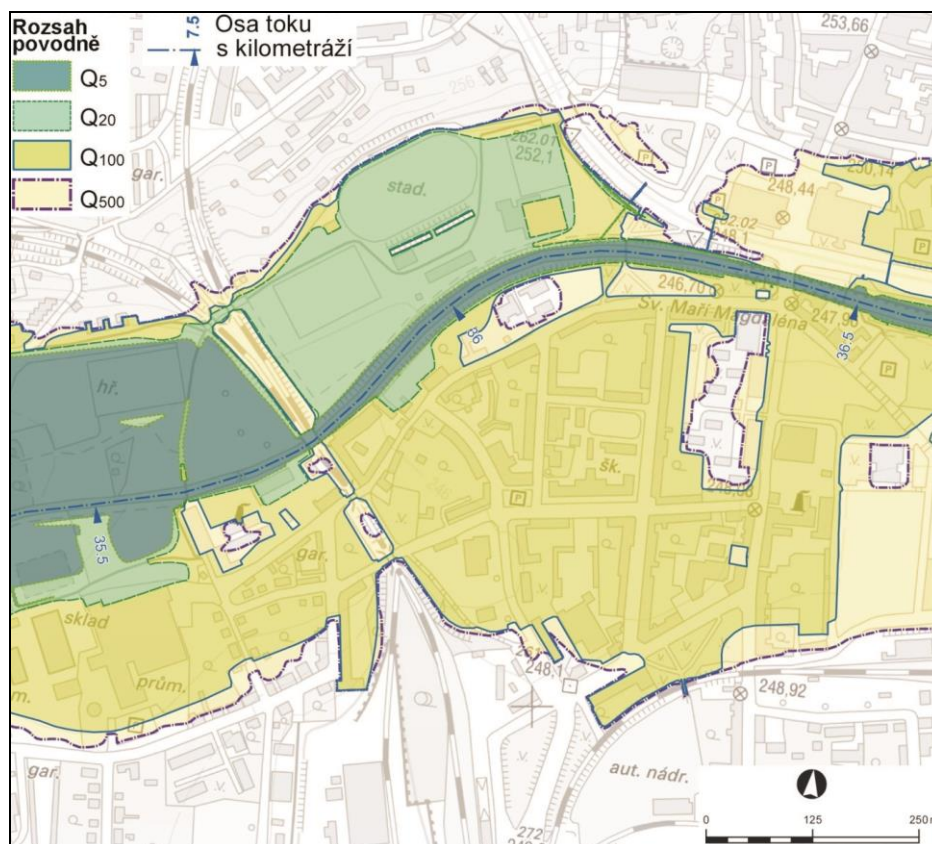 Rozsah
povodně
Q5
Q20
Q100
Q500
7.5
Osa toku
s kilometráží
253,66
256
gar.
262.01
252,1
stad.
250,14
248,44
248.1
246,70
Sv. Maří Magdaléna
247,96
36.5
36
hř.
šk.
35.5
gar.
sklad
prům.
m.
248,1
248,92
gar.
aut. nádr.
272
0 125 250 m